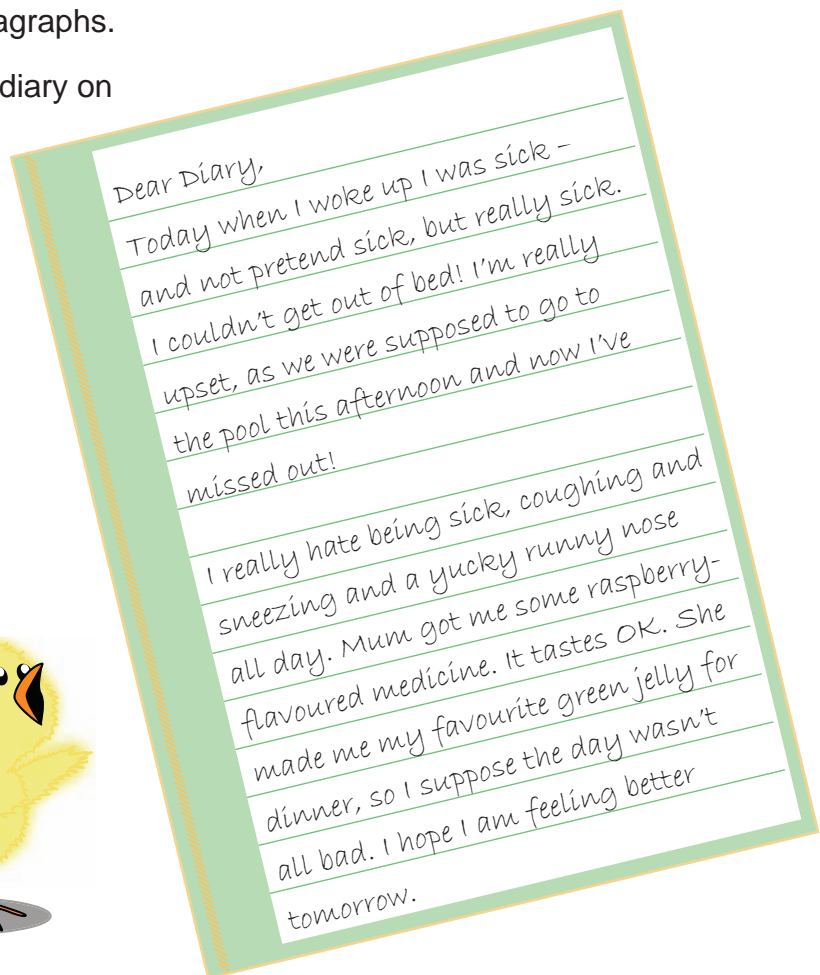 agraphs.
diary on
Dear Diary,
Today when I woke up I was sick –
and not pretend sick, but really sick.
I couldn't get out of bed! I'm really
upset, as we were supposed to go to
the pool this afternoon and now I've
missed out!
I really hate being sick, coughing and
sneezing and a yucky runny nose
all day. Mum got me some raspberry-
flavoured medicine. It tastes OK. She
made me my favourite green jelly for
dinner, so I suppose the day wasn't
all bad. I hope I am feeling better
tomorrow.